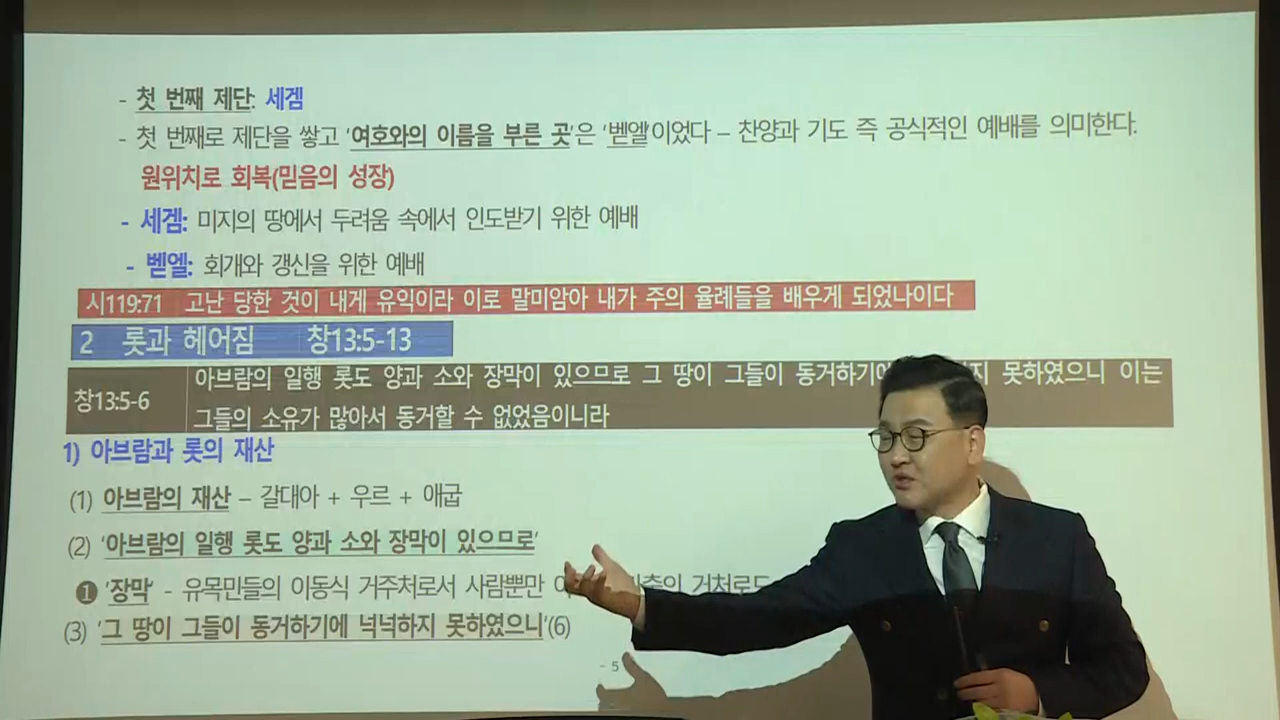 - 첫 번째 제단: 세겜
- 첫 번째로 제단을 쌓고 '여호와의 이름을 부른 곳'은 '벧엘'이었다 – 찬양과 기도 즉 공식적인 예배를 의미한다.
원위치로 회복(믿음의 성장)
- 세겜: 미지의 땅에서 두려움 속에서 인도받기 위한 예배
- 벧엘: 회개와 갱신을 위한 예배
시119:71 고난 당한 것이 내게 유익이라 이로 말미암아 내가 주의 율례들을 배우게 되었나이다
2 롯과 헤어짐 창13:5-13
창13:5-6 아브람의 일행 롯도 양과 소와 장막이 있으므로 그 땅이 그들이 동거하기에 못하였으니 이는
그들의 소유가 많아서 동거할 수 없었음이니라
1) 아브람과 롯의 재산
(1) 아브람의 재산 – 갈대아 + 우르 + 애굽
(2) '아브람의 일행 롯도 양과 소와 장막이 있으므로'
❶ '장막' - 유목민들의 이동식 거주처로서 사람뿐만 거처로도
(3) '그 땅이 그들이 동거하기에 넉넉하지 못하였으니'(6)
- 5